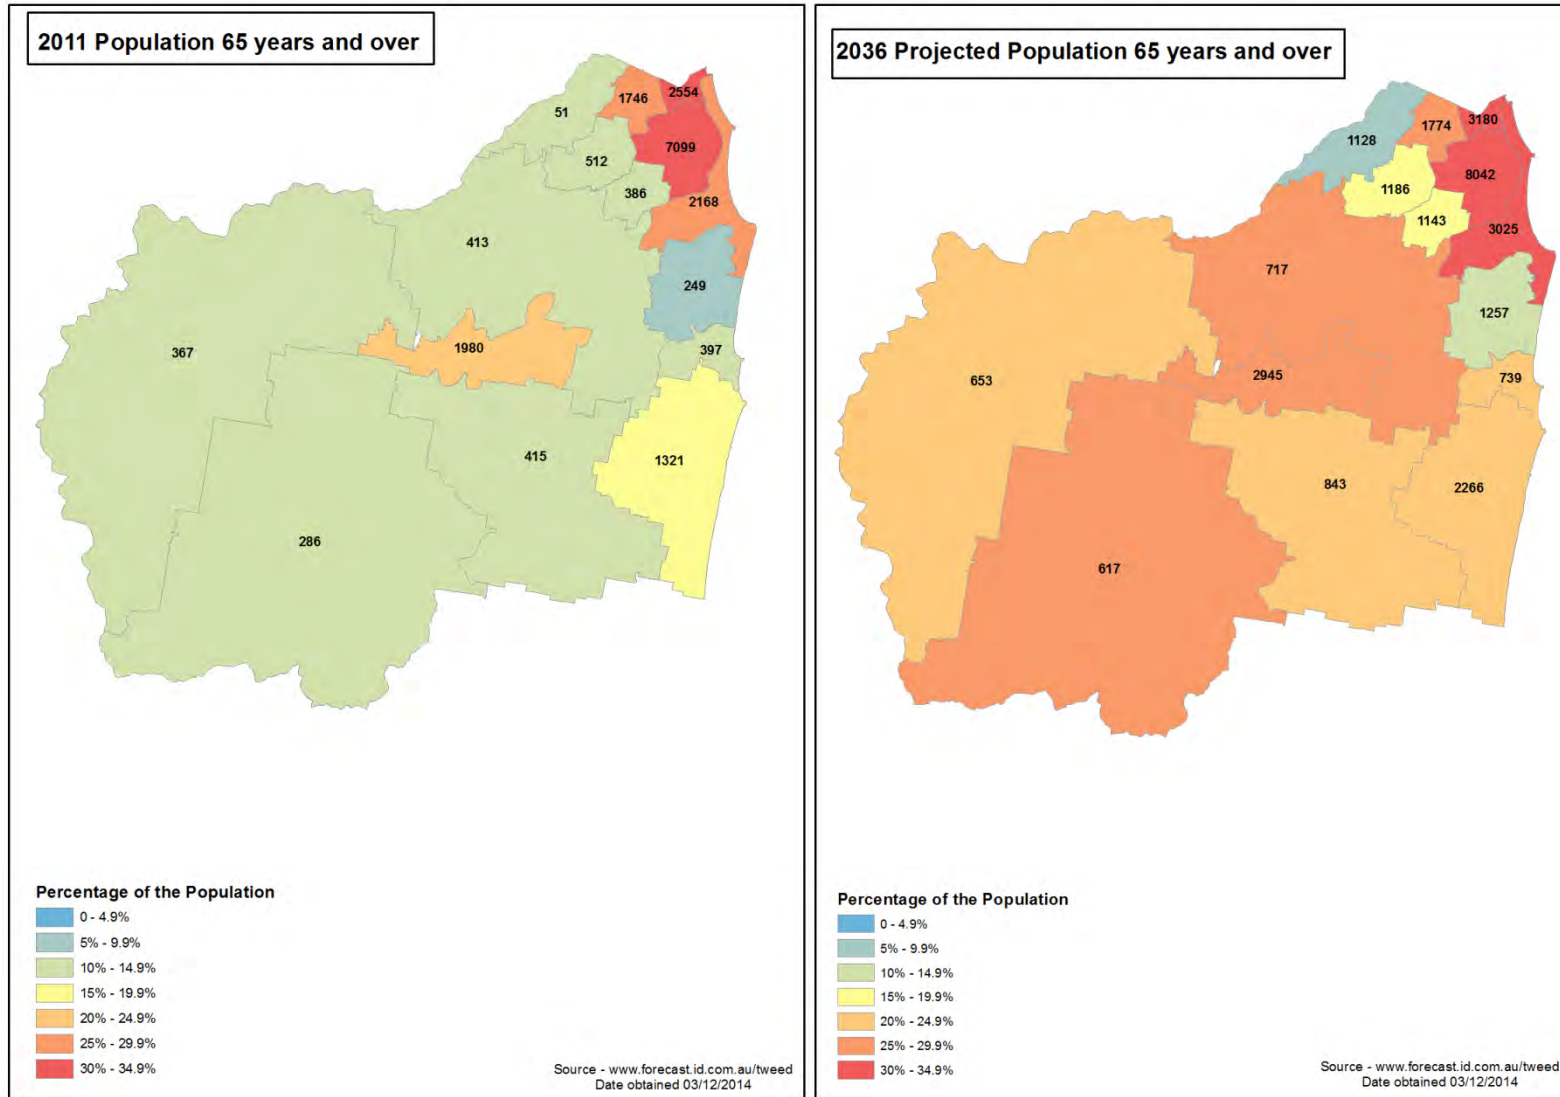 2011 Population 65 years and over
51
1746
2554
7099
512
386
2168
413
249
1980
397
367
415
1321
286
Percentage of the Population
0 - 4.9%
5% - 9.9%
10% - 14.9%
15% - 19.9%
20% - 24.9%
25% - 29.9%
30% - 34.9%
Source - www.forecast.id.com.au/tweed
Date obtained 03/12/2014
2036 Projected Population 65 years and over
1128
1774
3180
8042
1186
1143
3025
717
1257
2945
739
653
843
2266
617
Percentage of the Population
0 - 4.9%
5% - 9.9%
10% - 14.9%
15% - 19.9%
20% - 24.9%
25% - 29.9%
30% - 34.9%
Source - www.forecast.id.com.au/tweed
Date obtained 03/12/2014